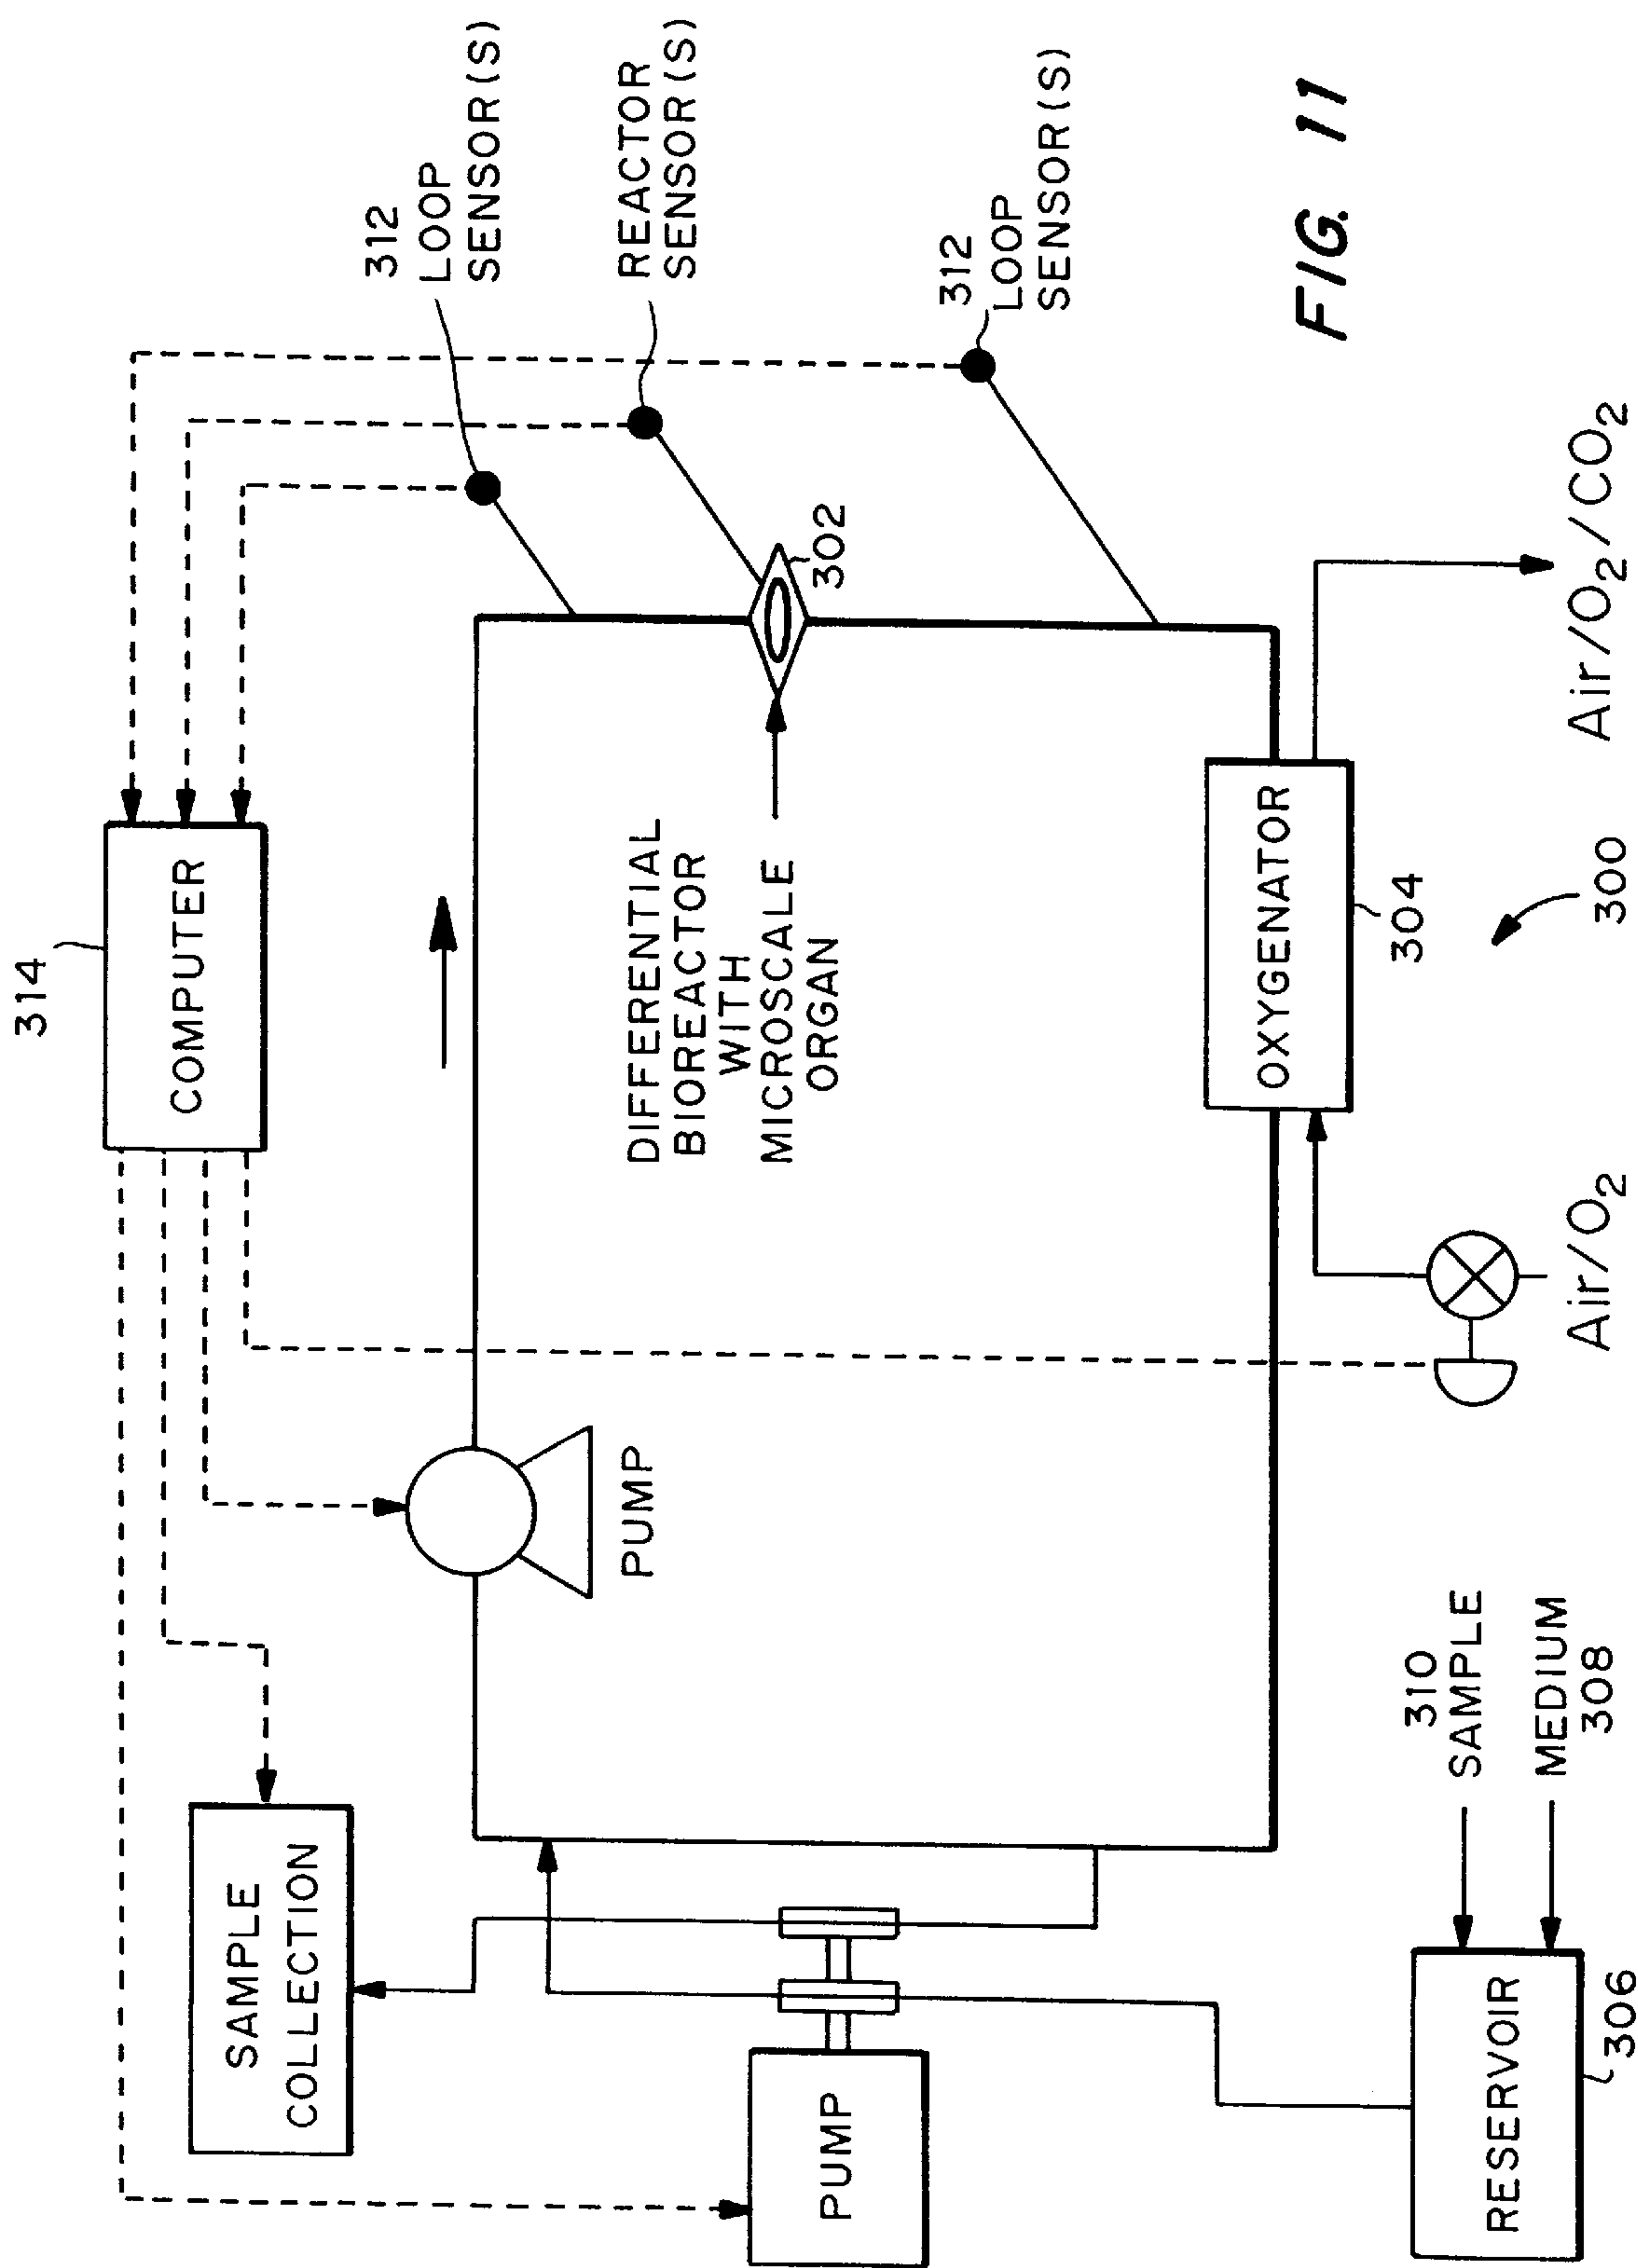 314
COMPUTER
312
LOOP
SENSOR(S)
REACTOR
SENSOR(S)
312
LOOP
SENSOR(S)
SAMPLE
COLLECTION
PUMP
PUMP
DIFFERENTIAL
BIOREACTOR
WITH
MICROSCALE
ORGAN
302
310
SAMPLE
MEDIUM
308
RESERVOIR
306
Air/O₂
OXYGENATOR
304
Air/O₂/CO₂
300
FIG. 11